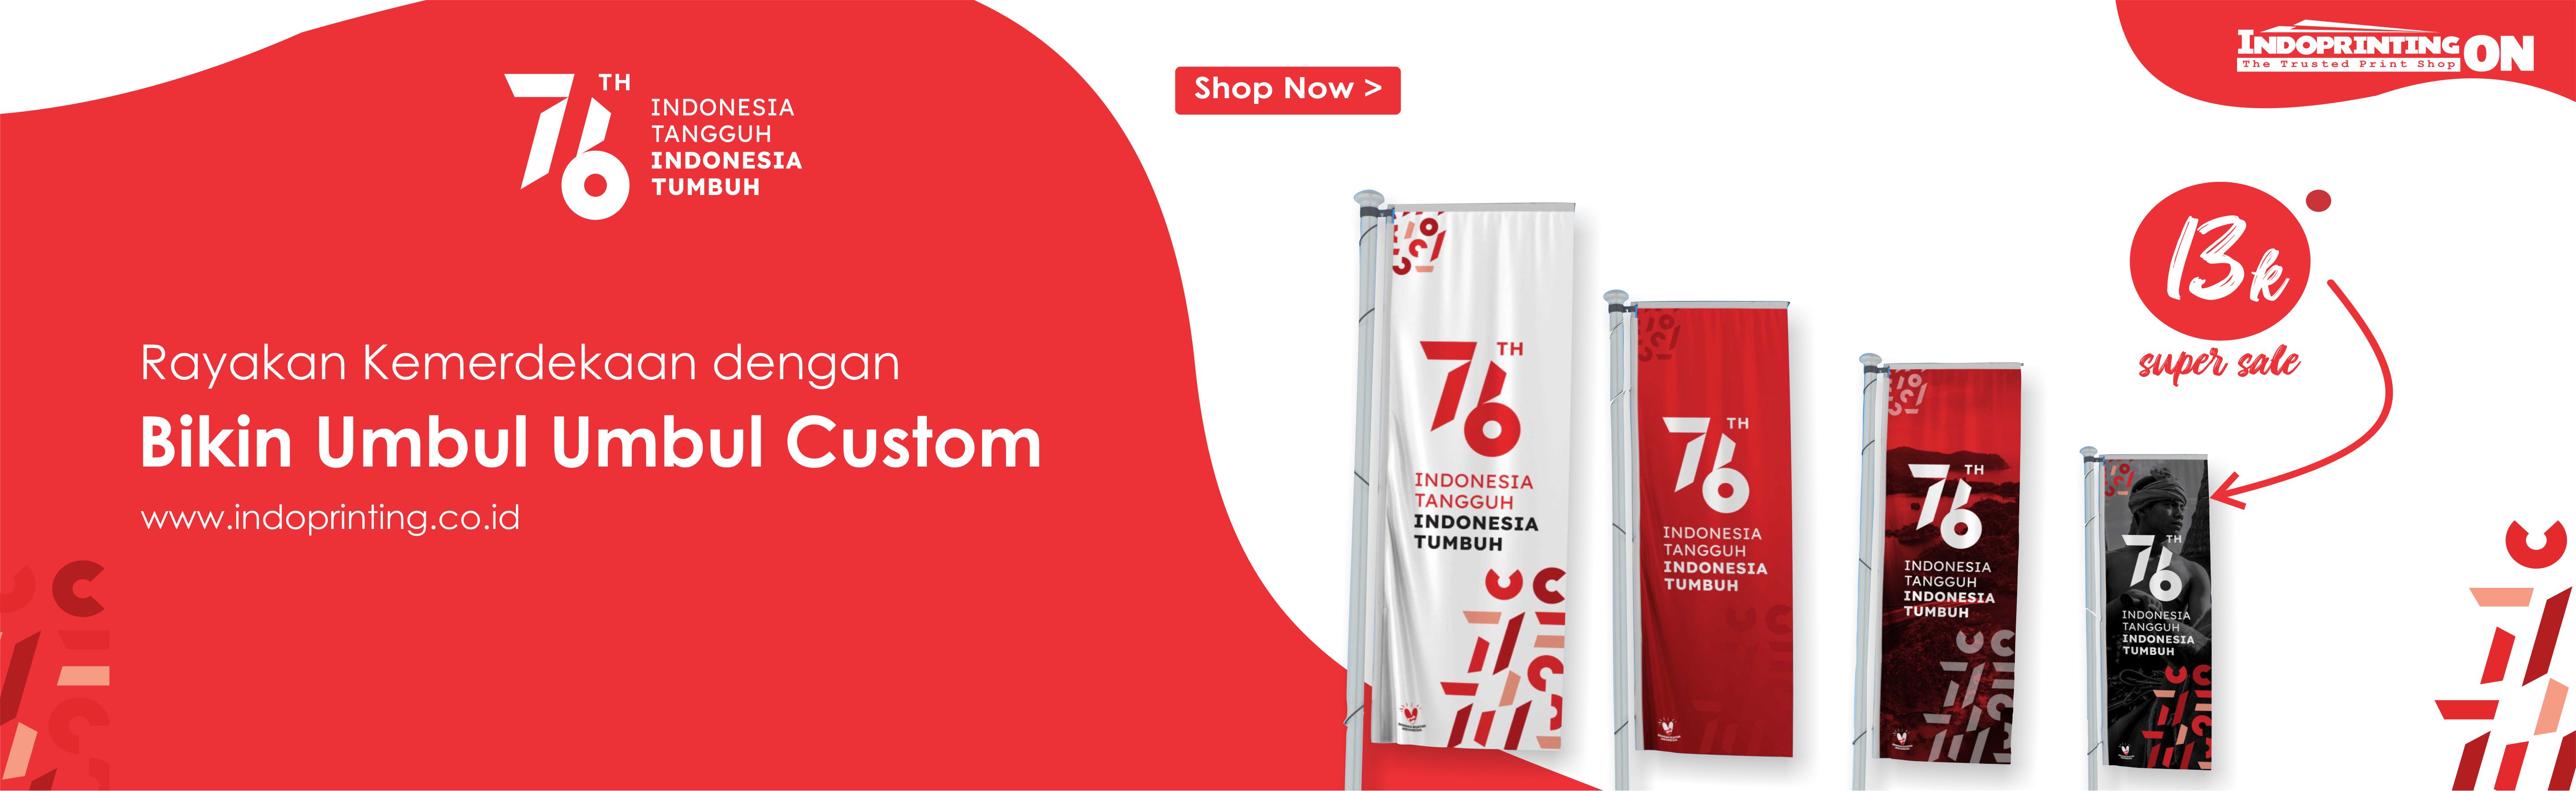 76TH
INDONESIA
TANGGUH
INDONESIA
TUMBUH
Rayakan Kemerdekaan dengan
Bikin Umbul Umbul Custom
www.indoprinting.co.id
Shop Now >
INDOPRINTING ON
The Trusted Print Shop
13k
super sale
76TH
INDONESIA
TANGGUH
INDONESIA
TUMBUH
76TH
INDONESIA
TANGGUH
INDONESIA
TUMBUH
76TH
INDONESIA
TANGGUH
INDONESIA
TUMBUH
76TH
INDONESIA
TANGGUH
INDONESIA
TUMBUH